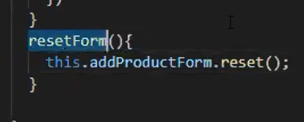 })
}
resetForm(){
this.addProductForm.reset();
}